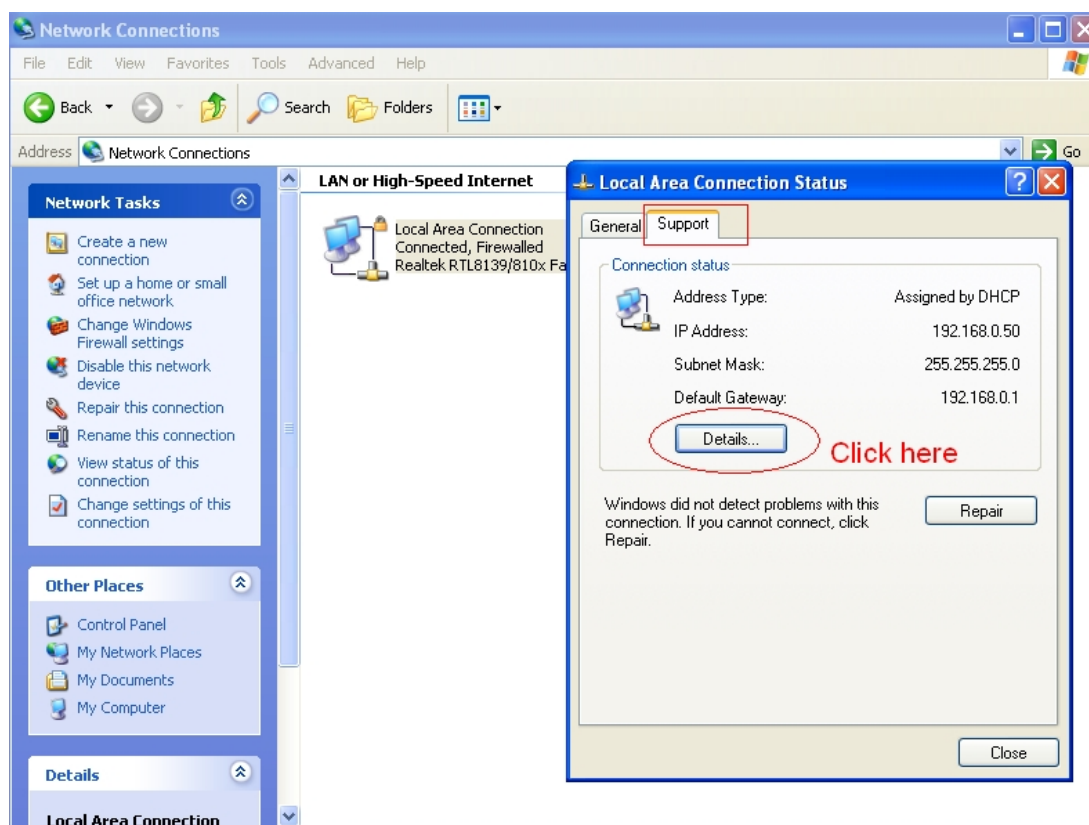 Network Connections
File Edit View Favorites Tools Advanced Help
Back Search Folders
Address Network Connections Go
Network Tasks
Create a new
connection
Set up a home or small
office network
Change Windows
Firewall settings
Disable this network
device
Repair this connection
Rename this connection
View status of this
connection
Change settings of this
connection
Other Places
Control Panel
My Network Places
My Documents
My Computer
Details
Local Area Connection
LAN or High-Speed Internet
Local Area Connection
Connected, Firewalled
Realtek RTL8139/810x Fa
Local Area Connection Status
General Support
Connection status
Address Type: Assigned by DHCP
IP Address: 192.168.0.50
Subnet Mask: 255.255.255.0
Default Gateway: 192.168.0.1
Details...
Click here
Windows did not detect problems with this
connection. If you cannot connect, click
Repair.
Repair
Close